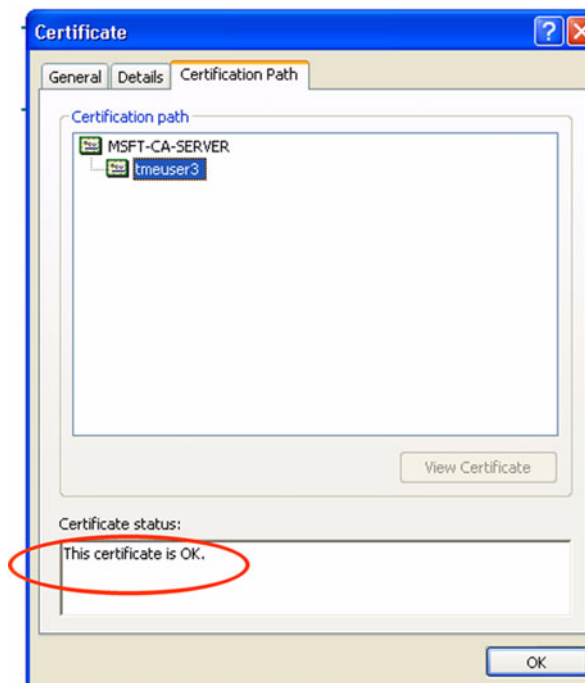 Certificate
General Details Certification Path
Certification path
MSFT-CA-SERVER
tmeuser3
View Certificate
Certificate status:
This certificate is OK.
OK